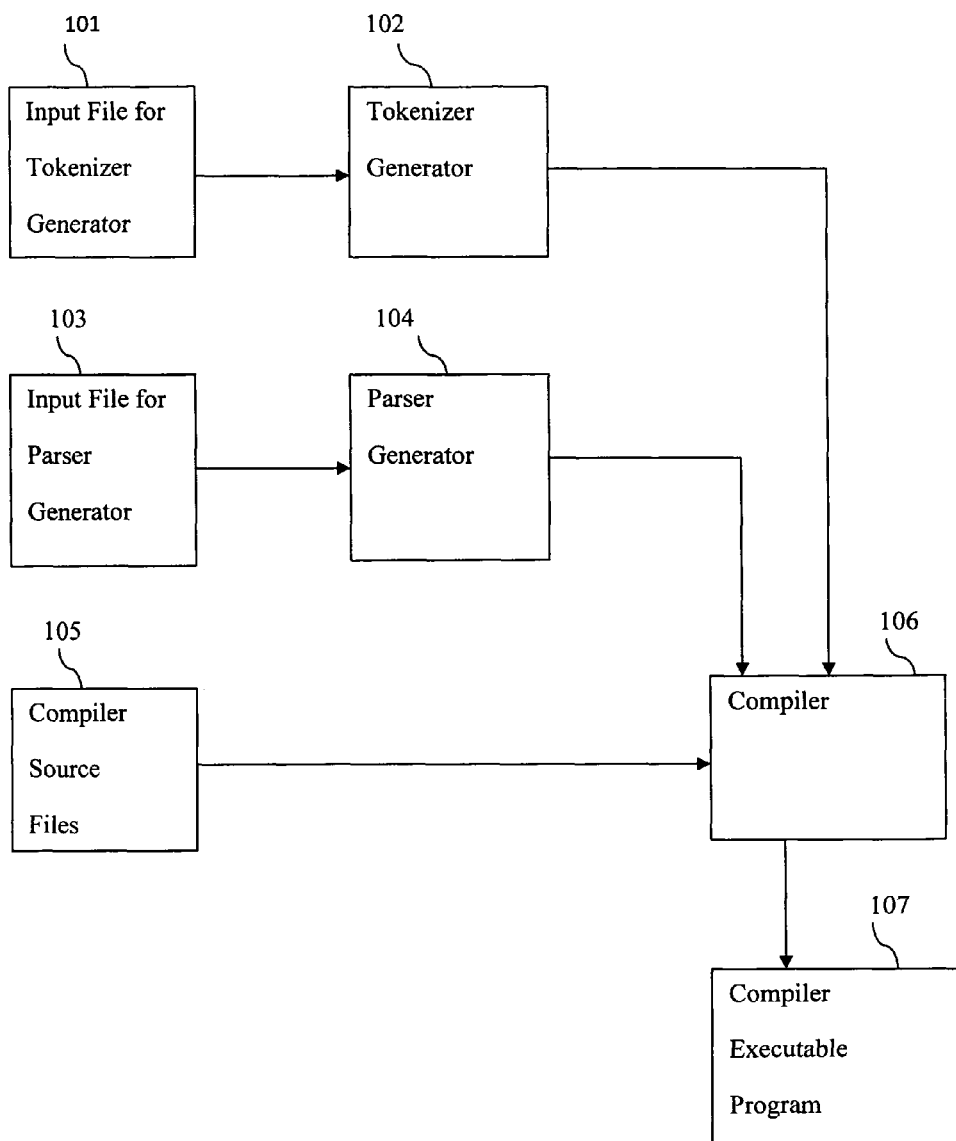 101
102
Input File for
Tokenizer
Generator
Tokenizer
Generator
103
104
Input File for
Parser
Generator
Parser
Generator
105
106
Compiler
Source
Files
Compiler
107
Compiler
Executable
Program